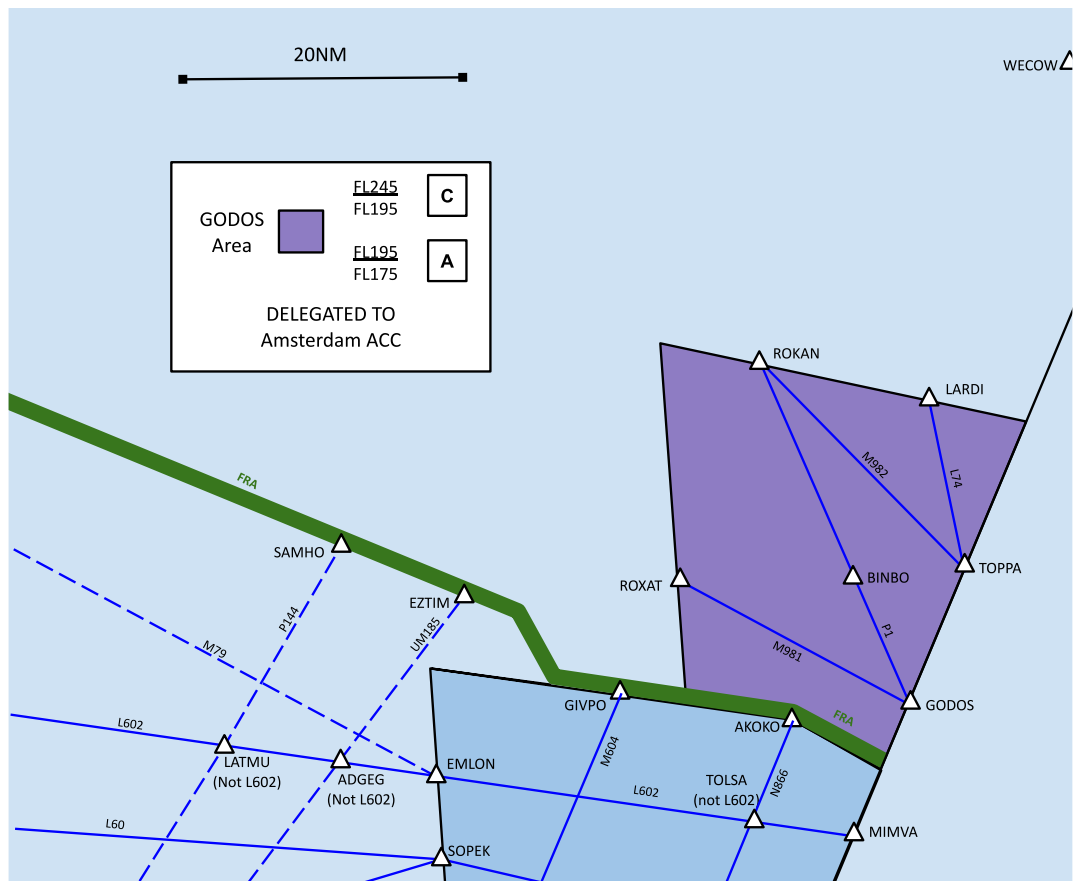 20NM
WECOW
FL245
FL195
C
GODOS
Area
FL195
FL175
A
DELEGATED TO
Amsterdam ACC
ROKAN
LARDI
M982
L74
FRA
SAMHO
EZTIM
ROXAT
BINBO
TOPPA
P144
UM185
M79
M981
P1
GIVPO
AKOKO
FRA
GODOS
L602
LATMU
(Not L602)
ADGEG
(Not L602)
EMLON
M604
L602
TOLSA
(not L602)
N866
MIMVA
L60
SOPEK